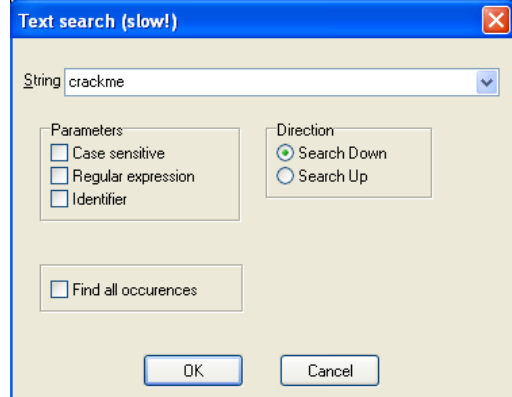 Text search (slow!)
String crackme
Parameters
Case sensitive
Regular expression
Identifier
Direction
Search Down
Search Up
Find all occurences
OK Cancel